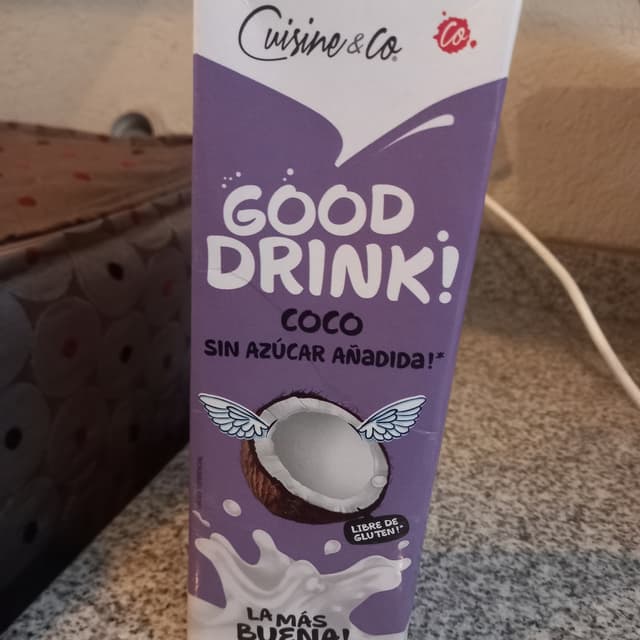 Cuisine & Co
Co
GOOD
DRINK!
COCO
SIN AZÚCAR AÑADIDA!*
LIBRE DE
GLUTEN!*
LA MÁS
BUENA!